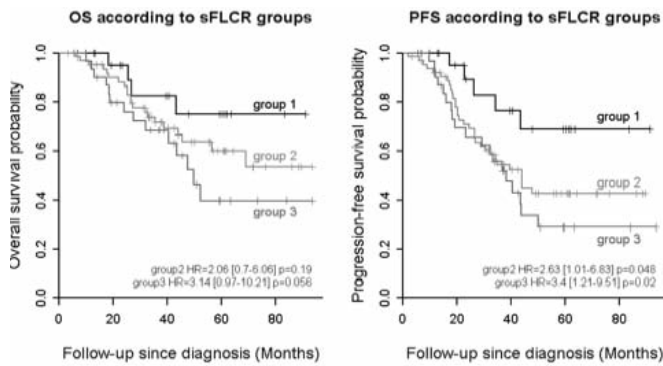 OS according to sFLCR groups
Overall survival probability
1.0
0.8
0.6
0.4
0.2
0.0
group 1
group 2
group 3
group2 HR=2.06 [0.7-6.06] p=0.19
group3 HR=3.14 [0.97-10.21] p=0.056
0 20 40 60 80 100
Follow-up since diagnosis (Months)
PFS according to sFLCR groups
Progression-free survival probability
1.0
0.8
0.6
0.4
0.2
0.0
group 1
group 2
group 3
group2 HR=2.63 [1.01-6.83] p=0.048
group3 HR=3.4 [1.21-9.51] p=0.02
0 20 40 60 80 100
Follow-up since diagnosis (Months)